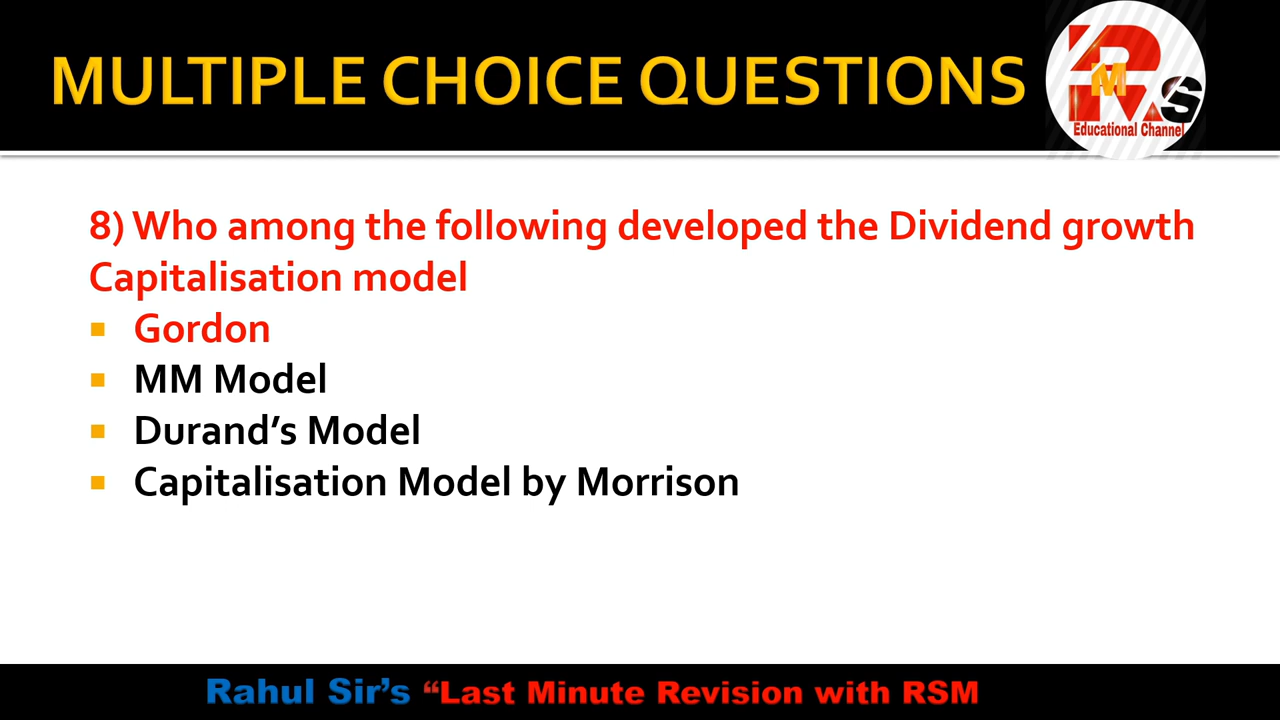 MULTIPLE CHOICE QUESTIONS
RMS
Educational Channel
8) Who among the following developed the Dividend growth
Capitalisation model
Gordon
MM Model
Durand’s Model
Capitalisation Model by Morrison
Rahul Sir’s “Last Minute Revision with RSM